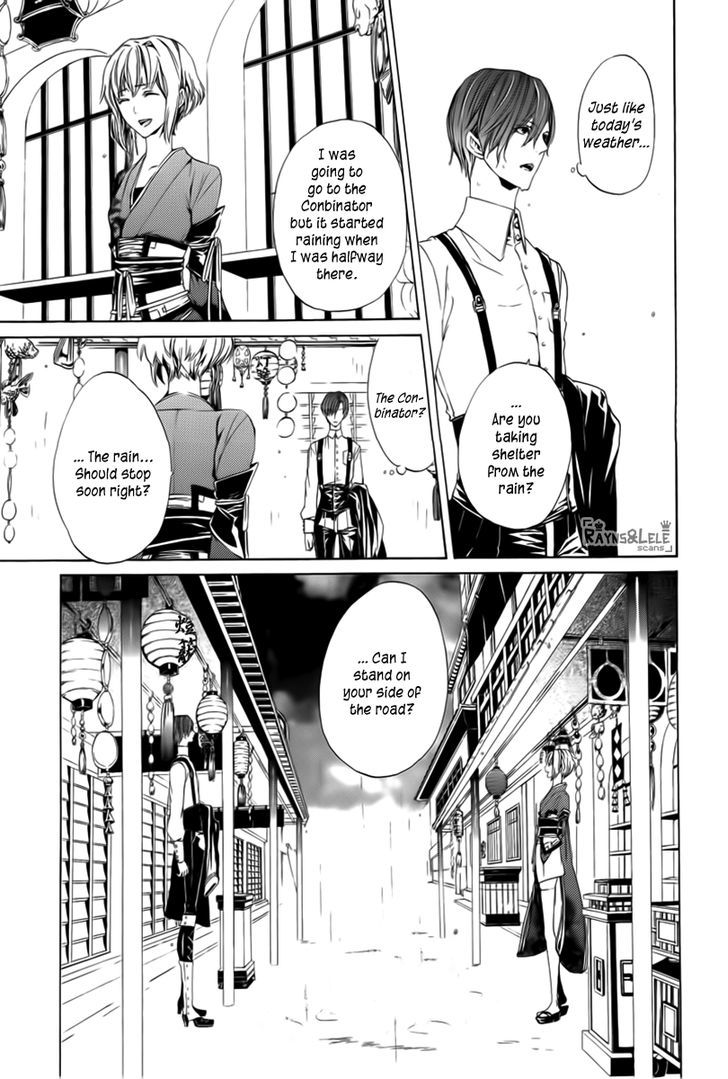 Just like
today's
weather...
...
Are you
taking
shelter
from the
rain?
I was
going to
go to the
Conbinator
but it started
raining when
I was halfway
there.
The Con-
binator?
... The rain...
Should stop
soon right?
RAYNS&LELE
scans
... Can I
stand on
your side of
the road?
燈籠